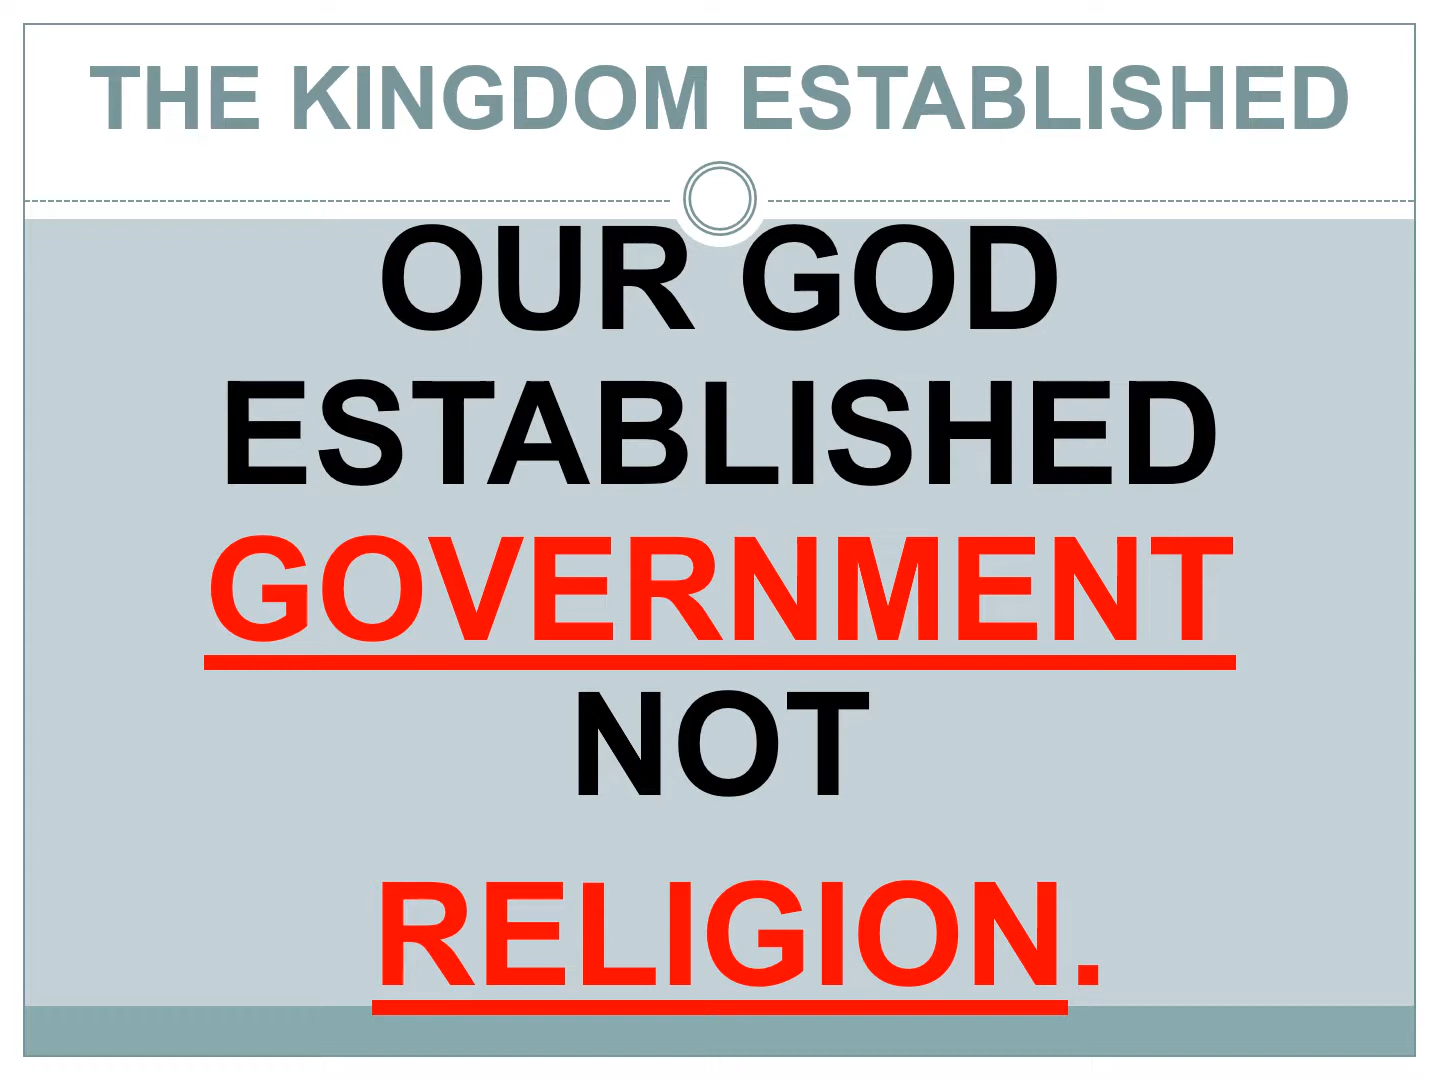 THE KINGDOM ESTABLISHED
OUR GOD
ESTABLISHED
GOVERNMENT
NOT
RELIGION.